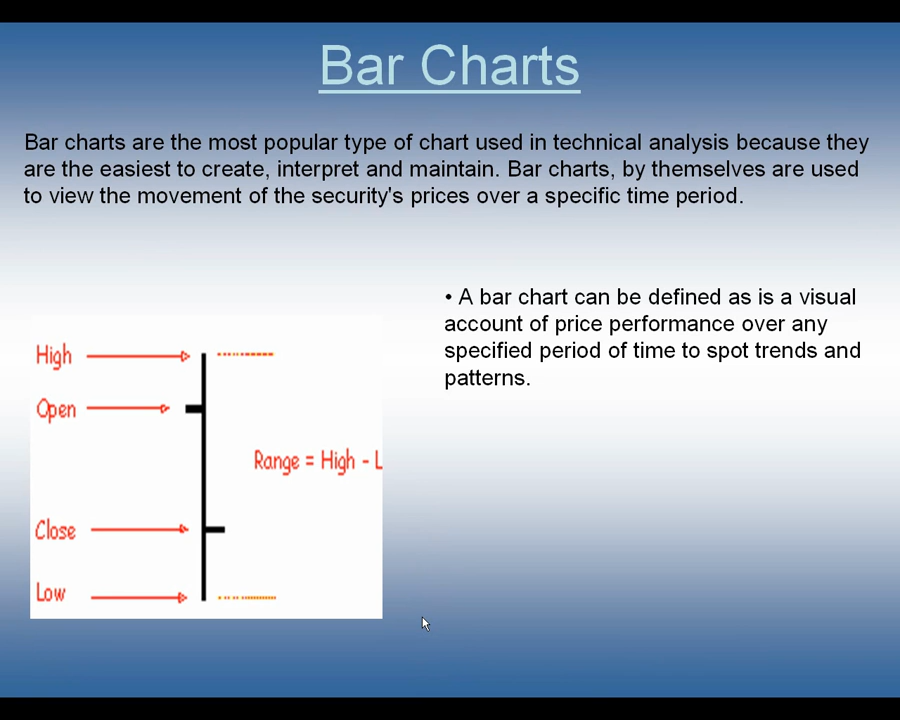 Bar Charts
Bar charts are the most popular type of chart used in technical analysis because they
are the easiest to create, interpret and maintain. Bar charts, by themselves are used
to view the movement of the security's prices over a specific time period.
• A bar chart can be defined as is a visual
account of price performance over any
specified period of time to spot trends and
patterns.
High
Open
Range = High - L
Close
Low